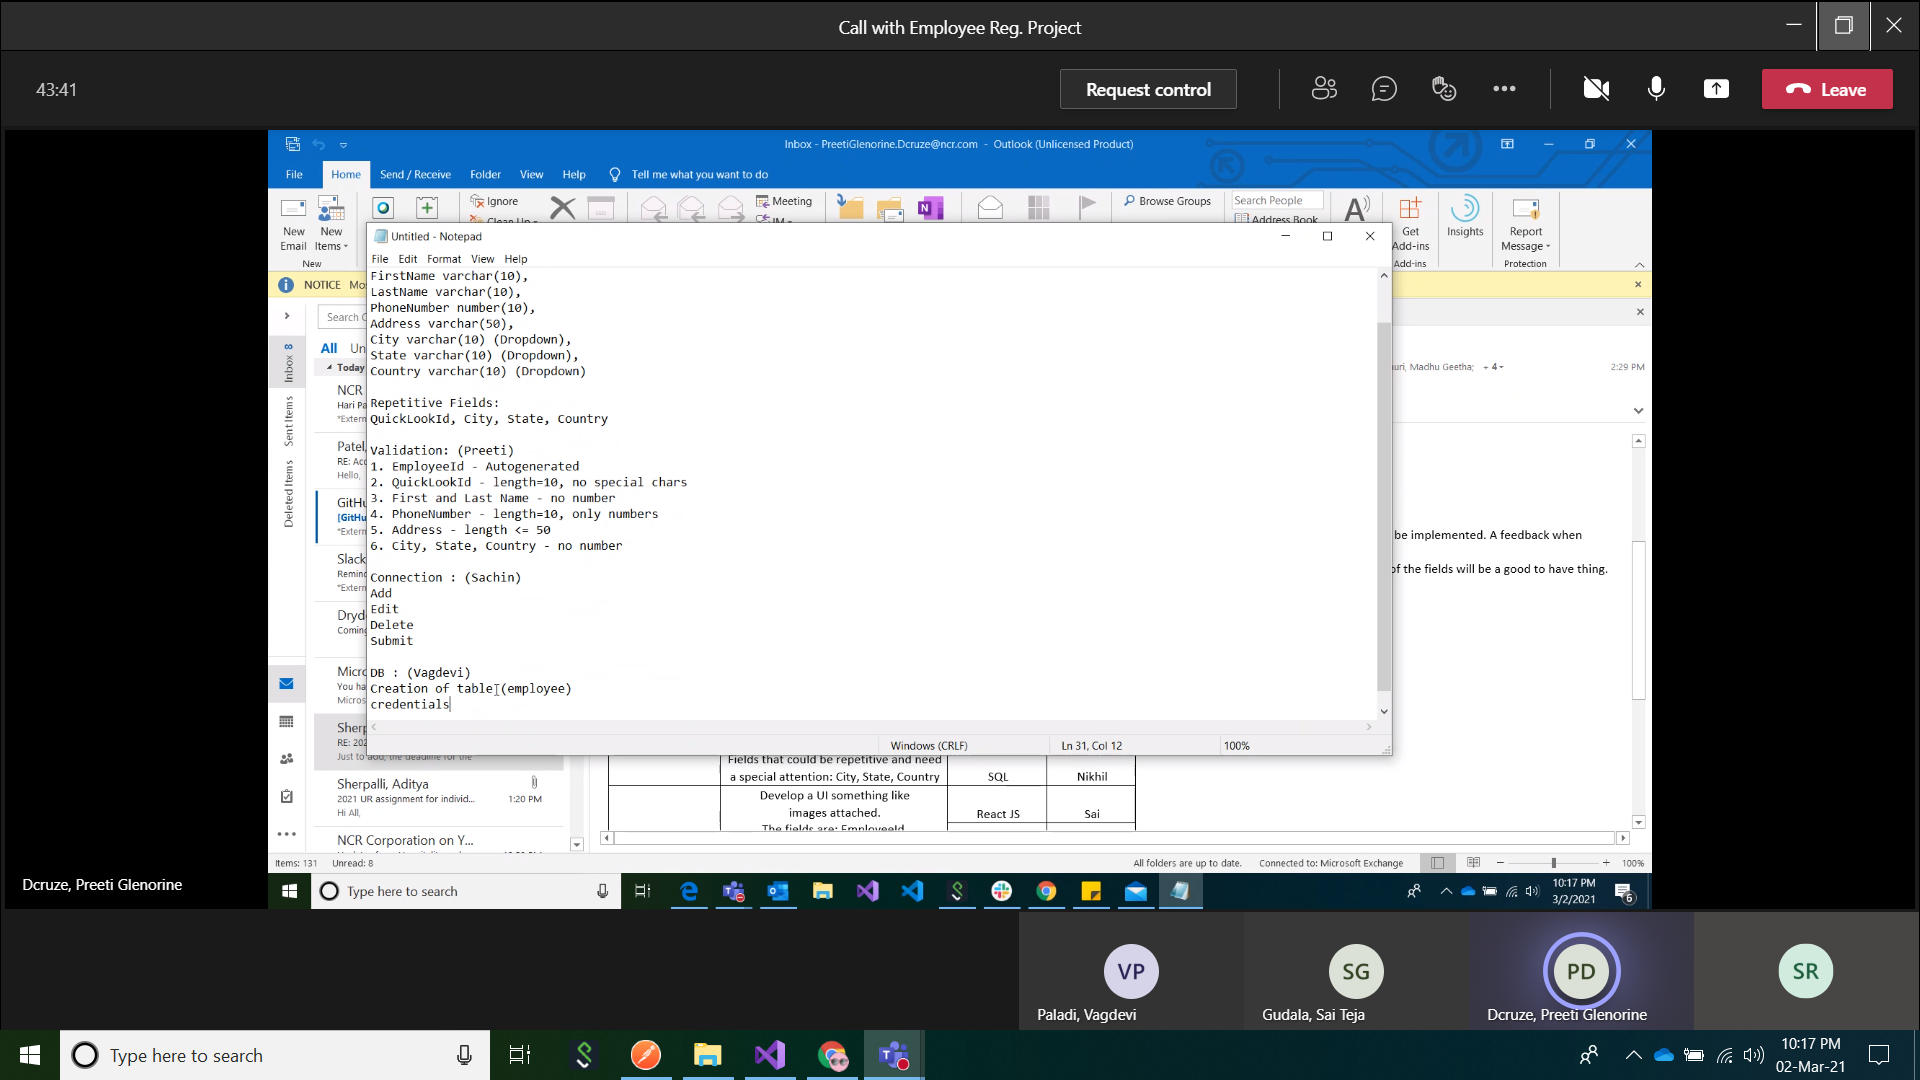 Call with Employee Reg. Project
43:41
Request control
Leave
Inbox - PreetiGlenorine.Dcruze@ncr.com - Outlook (Unlicensed Product)
File Home Send / Receive Folder View Help Tell me what you want to do
Ignore
Meeting
Browse Groups
Search People
Address Book
New Email
New Items
Get Add-ins
Insights
Report Message
New
Add-ins
Protection
NOTICE
Untitled - Notepad
File Edit Format View Help
FirstName varchar(10),
LastName varchar(10),
PhoneNumber number(10),
Address varchar(50),
City varchar(10) (Dropdown),
State varchar(10) (Dropdown),
Country varchar(10) (Dropdown)
Repetitive Fields:
QuickLookId, City, State, Country
Validation: (Preeti)
1. EmployeeId - Autogenerated
2. QuickLookId - length=10, no special chars
3. First and Last Name - no number
4. PhoneNumber - length=10, only numbers
5. Address - length <= 50
6. City, State, Country - no number
Connection : (Sachin)
Add
Edit
Delete
Submit
DB : (Vagdevi)
Creation of table (employee)
credentials
Windows (CRLF) Ln 31, Col 12 100%
All
Today
Inbox
Sent Items
Deleted Items
NCR
Hari Pa
Patel,
Hello,
GitHu
[GitHu
Slack
Remin
Dryd
Coming
Micro
You ha
Micros
Sherp
RE: 202
Just to add, the deadline for the
Sherpalli, Aditya
2021 UR assignment for individ... 1:20 PM
Hi All,
NCR Corporation on Y...
uri, Madhu Geetha; + 4 2:29 PM
be implemented. A feedback when
of the fields will be a good to have thing.
Fields that could be repetitive and need
a special attention: City, State, Country SQL Nikhil
Develop a UI something like
images attached. React JS Sai
The fields are: EmployeeId
Items: 131 Unread: 8
All folders are up to date. Connected to: Microsoft Exchange 100%
Dcruze, Preeti Glenorine
Type here to search
10:17 PM
3/2/2021
6
VP
Paladi, Vagdevi
SG
Gudala, Sai Teja
PD
Dcruze, Preeti Glenorine
SR
Type here to search
10:17 PM
02-Mar-21